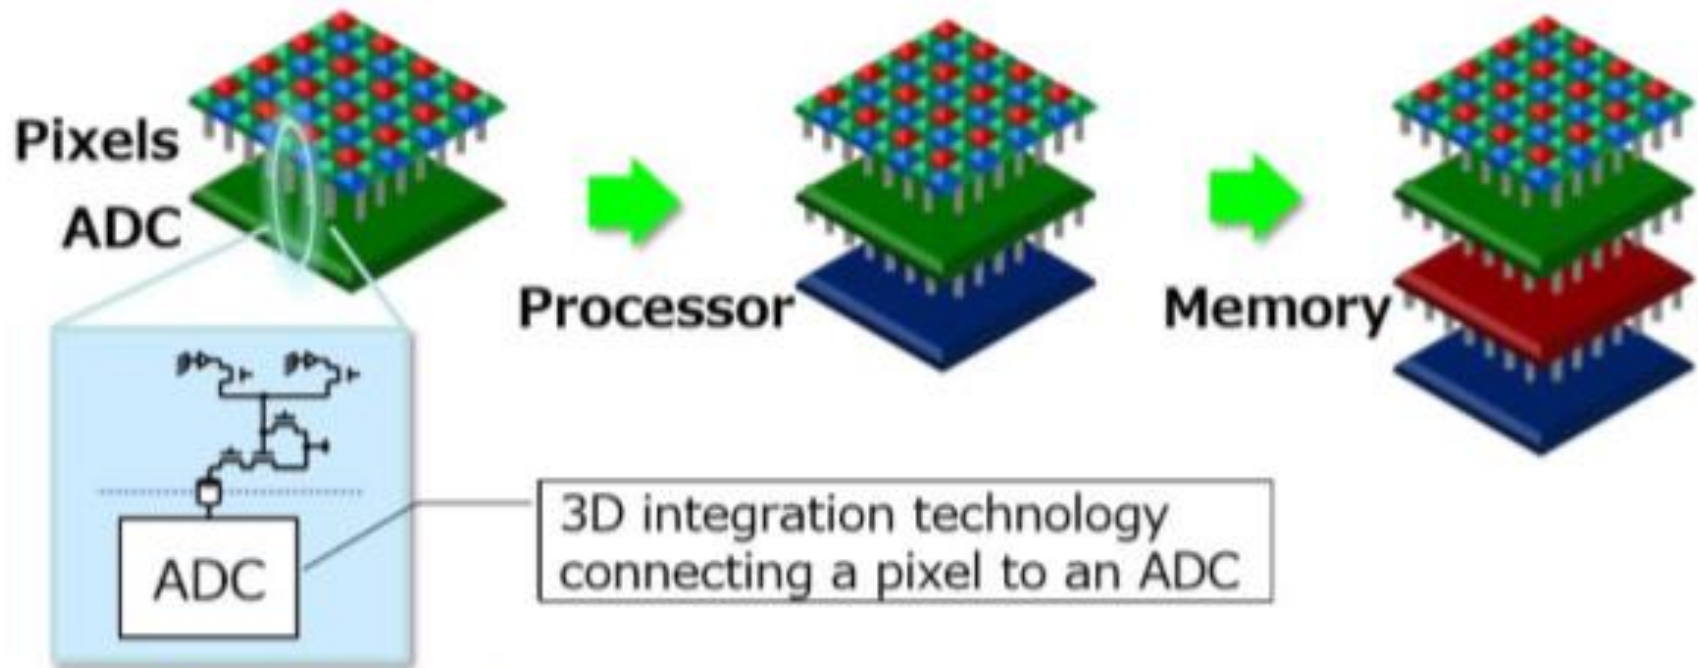 Pixels
ADC
Processor
Memory
ADC
3D integration technology
connecting a pixel to an ADC